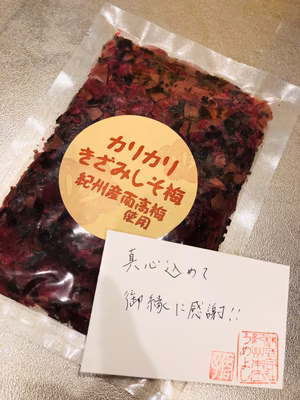 カリカリ
きざみしそ梅
紀州産南高梅
使用
真心込めて
御縁に感謝!!